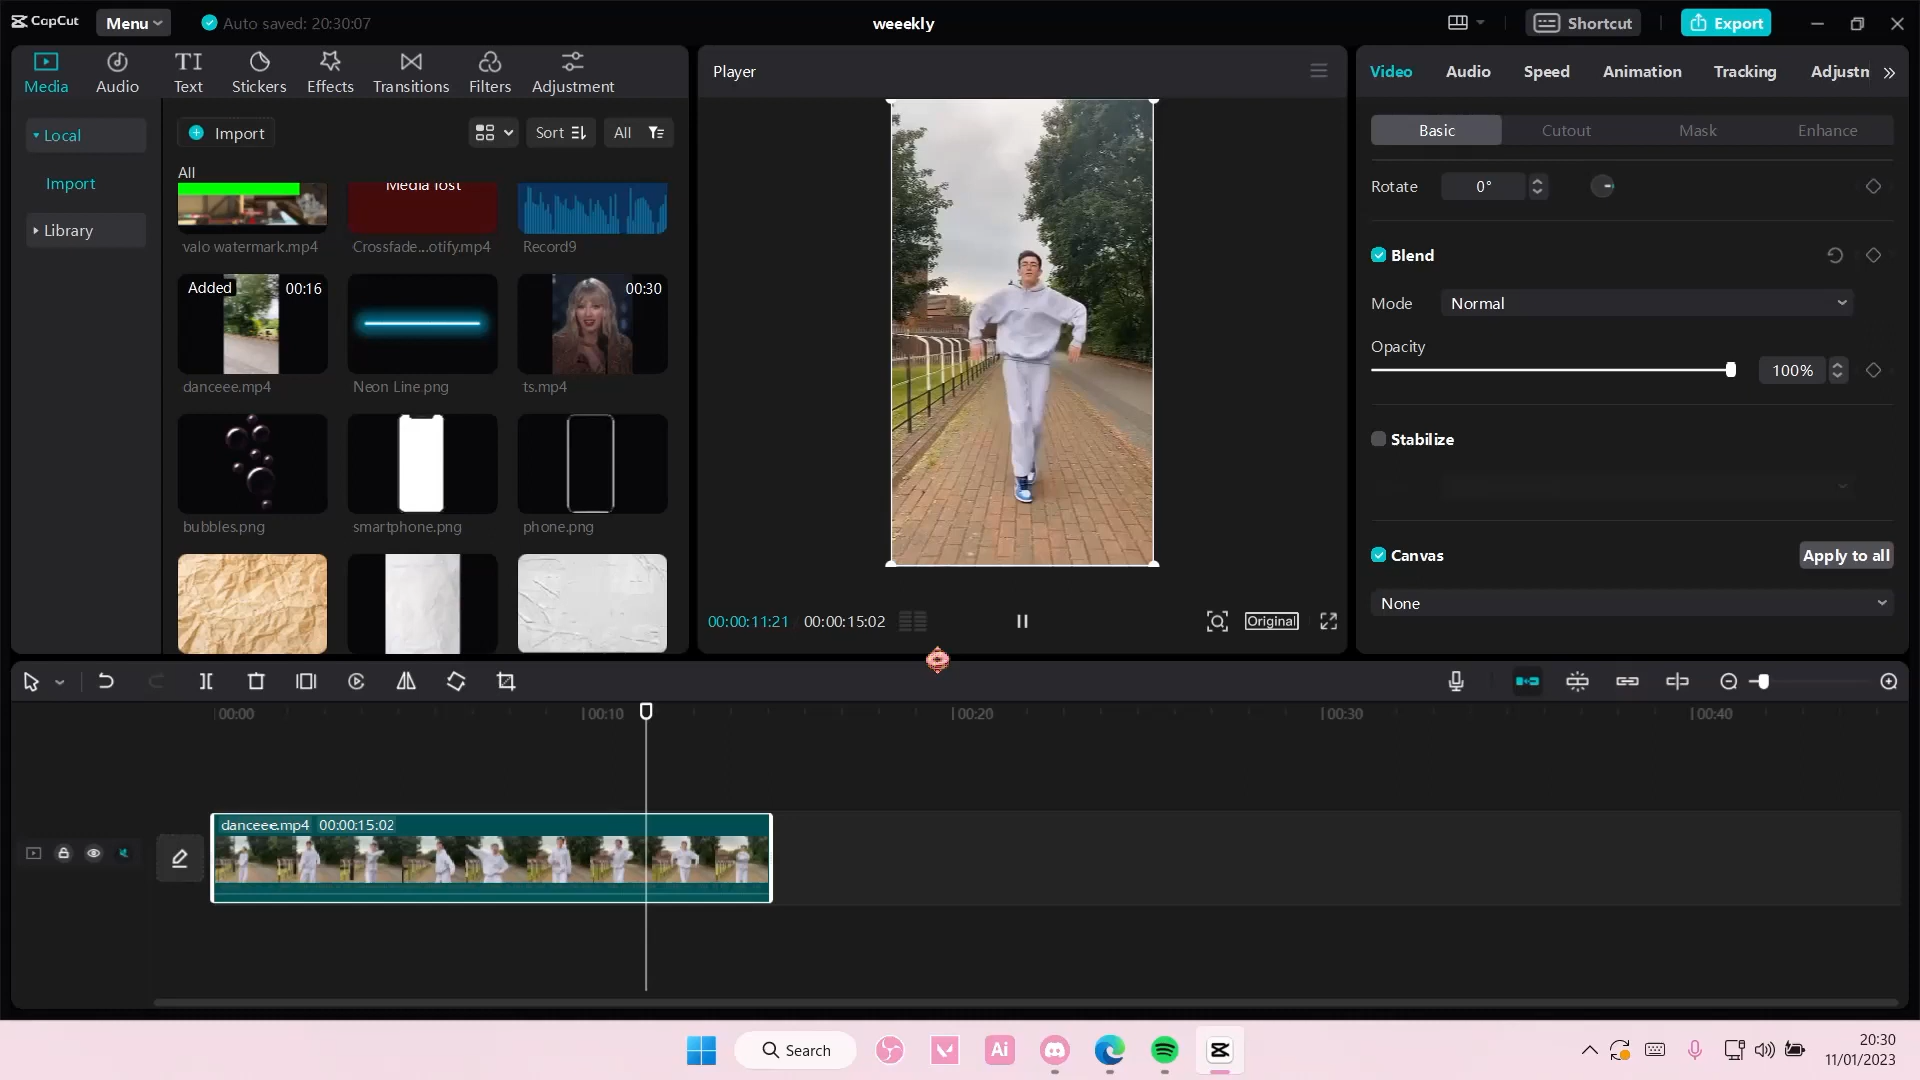 CapCut
Menu
Auto saved: 20:30:07
weeekly
Shortcut
Export
Media
Audio
Text
Stickers
Effects
Transitions
Filters
Adjustment
Player
Video
Audio
Speed
Animation
Tracking
Adjustn
Local
Import
Library
Import
Sort
All
All
Media lost
valo watermark.mp4
Crossfade...otify.mp4
Record9
Added
00:16
00:30
danceee.mp4
Neon Line.png
ts.mp4
bubbles.png
smartphone.png
phone.png
Basic
Cutout
Mask
Enhance
Rotate
0°
Blend
Mode
Normal
Opacity
100%
Stabilize
Canvas
Apply to all
None
00:00:11:21
00:00:15:02
Original
00:00
00:10
00:20
00:30
00:40
danceee.mp4 00:00:15:02
Search
Ai
20:30
11/01/2023